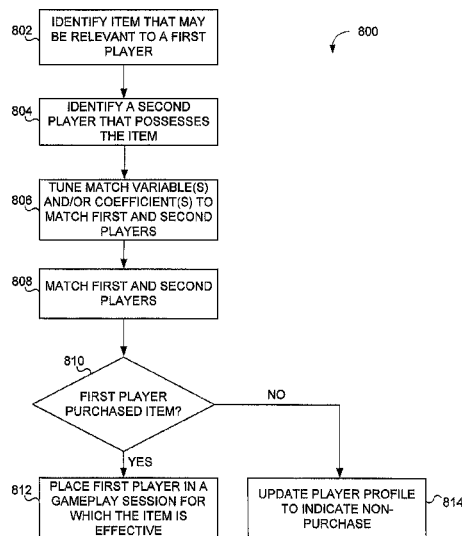 802
IDENTIFY ITEM THAT MAY
BE RELEVANT TO A FIRST
PLAYER
800
804
IDENTIFY A SECOND
PLAYER THAT POSSESSES
THE ITEM
806
TUNE MATCH VARIABLE(S)
AND/OR COEFFICIENT(S) TO
MATCH FIRST AND SECOND
PLAYERS
808
MATCH FIRST AND SECOND
PLAYERS
810
FIRST PLAYER
PURCHASED ITEM?
NO
YES
812
PLACE FIRST PLAYER IN A
GAMEPLAY SESSION FOR
WHICH THE ITEM IS
EFFECTIVE
UPDATE PLAYER PROFILE
TO INDICATE NON-
PURCHASE
814